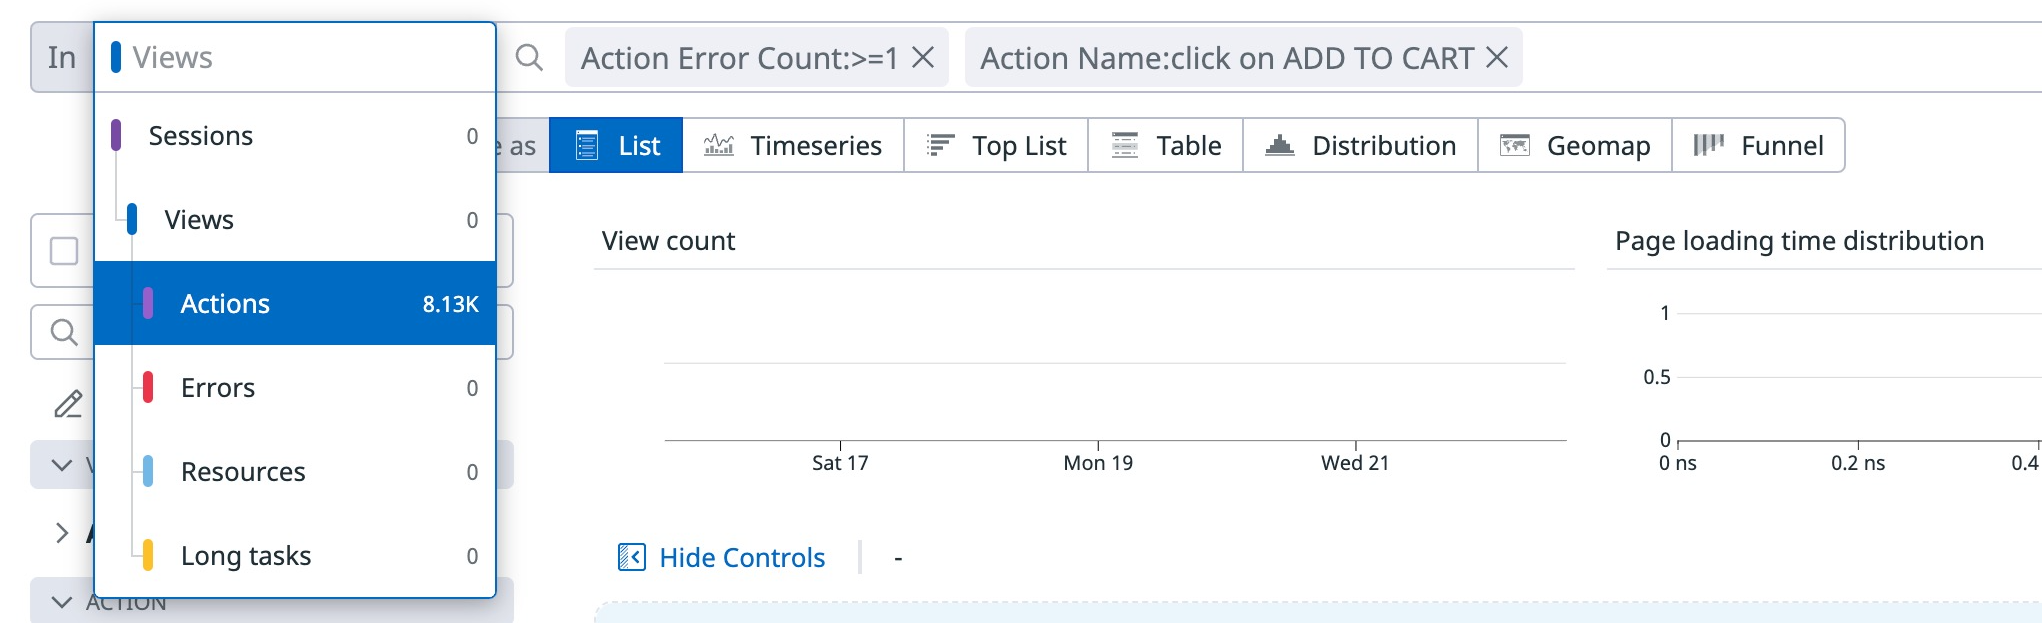 In Views Action Error Count:>=1 Action Name:click on ADD TO CART
Sessions 0
as List Timeseries Top List Table Distribution Geomap Funnel
Views 0
View count Page loading time distribution
Actions 8.13K
1
0.5
Errors 0
0
Sat 17 Mon 19 Wed 21 0 ns 0.2 ns 0.4
Resources 0
Long tasks 0
Hide Controls -
ACTION